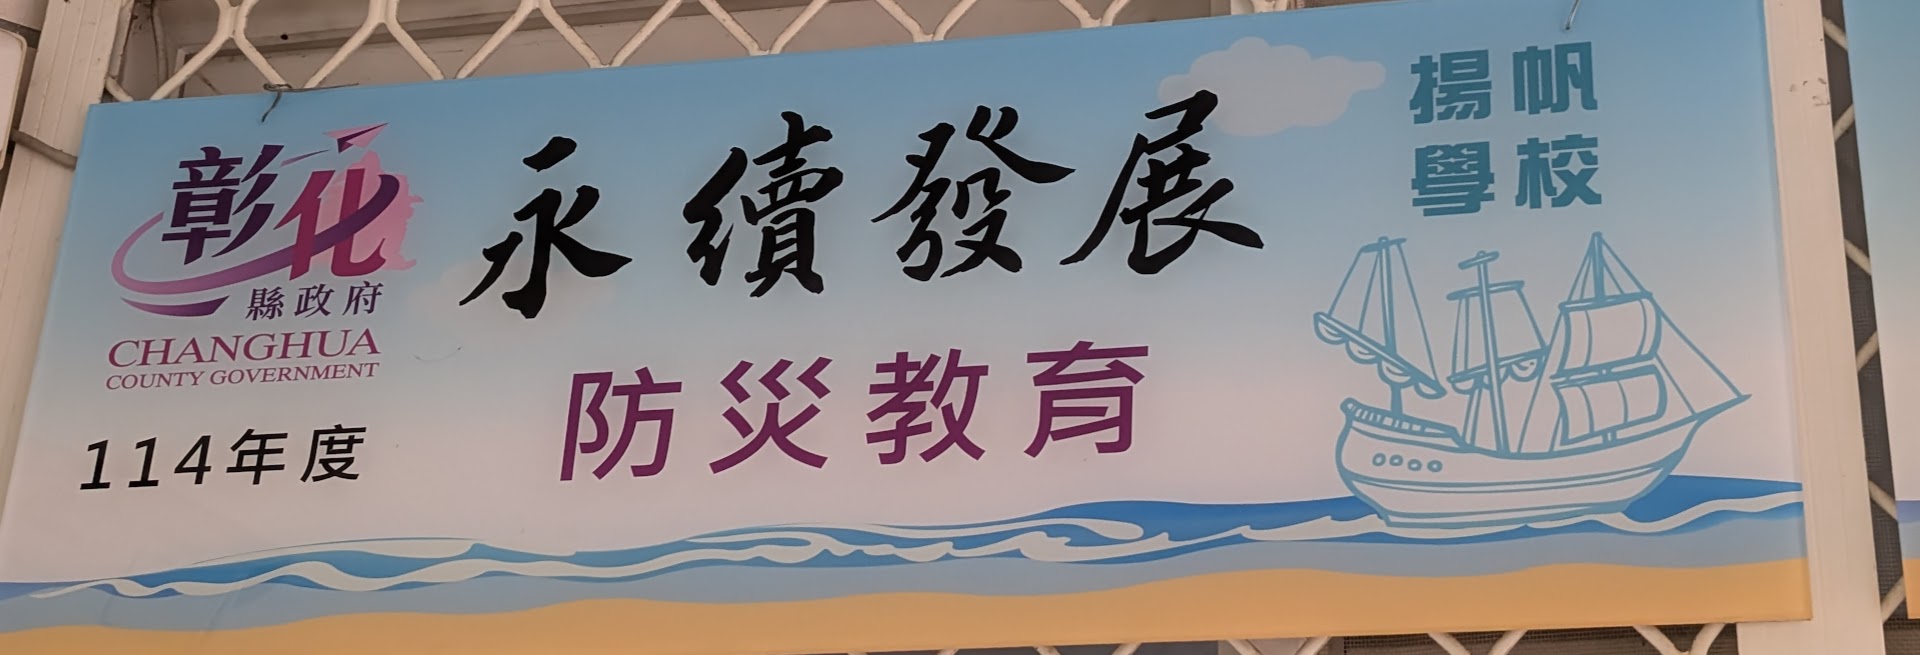 彰化
縣政府
CHANGHUA
COUNTY GOVERNMENT
114年度
永續發展
防災教育
揚帆
學校